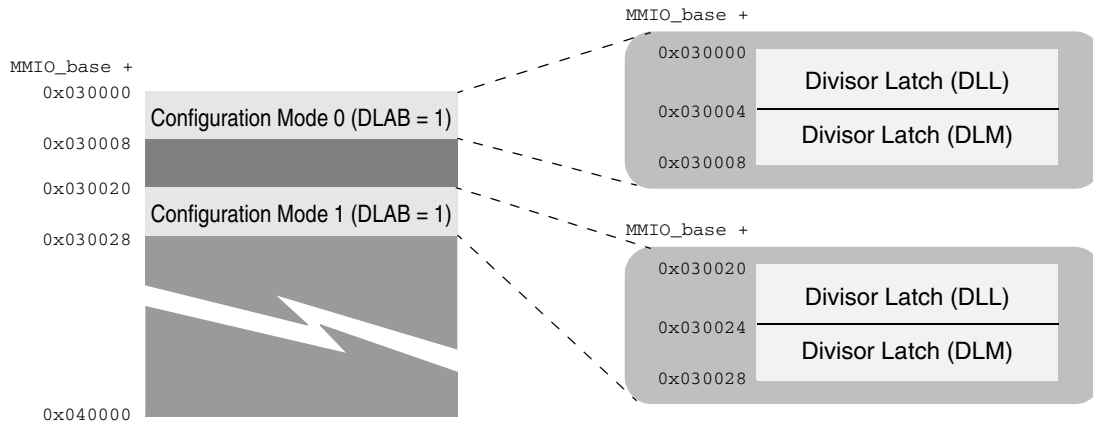 MMIO_base +
0x030000
Configuration Mode 0 (DLAB = 1)
0x030008
0x030020
Configuration Mode 1 (DLAB = 1)
0x030028
0x040000
MMIO_base +
0x030000
Divisor Latch (DLL)
0x030004
Divisor Latch (DLM)
0x030008
MMIO_base +
0x030020
Divisor Latch (DLL)
0x030024
Divisor Latch (DLM)
0x030028